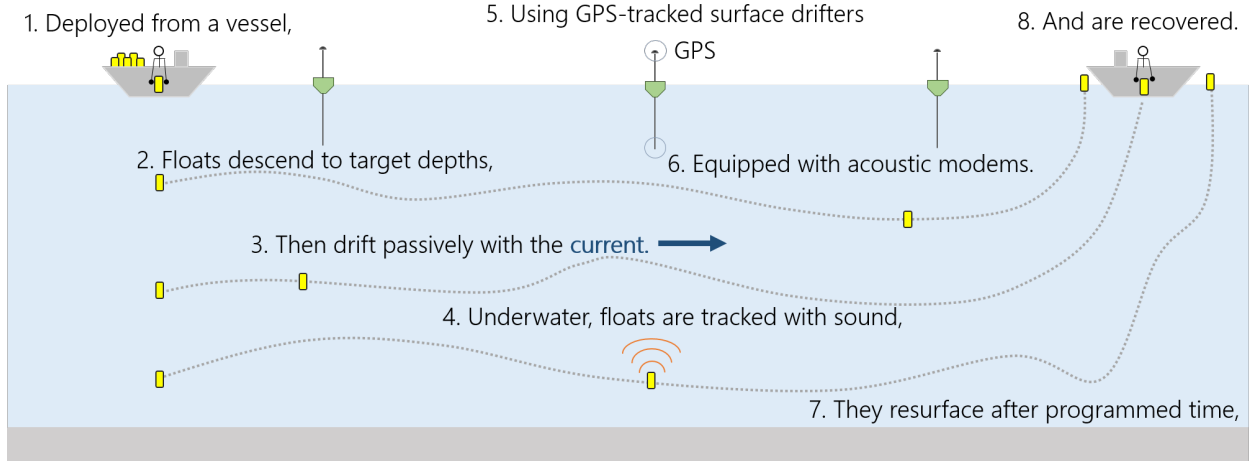 1. Deployed from a vessel,
2. Floats descend to target depths,
3. Then drift passively with the current.
4. Underwater, floats are tracked with sound,
5. Using GPS-tracked surface drifters
GPS
6. Equipped with acoustic modems.
7. They resurface after programmed time,
8. And are recovered.